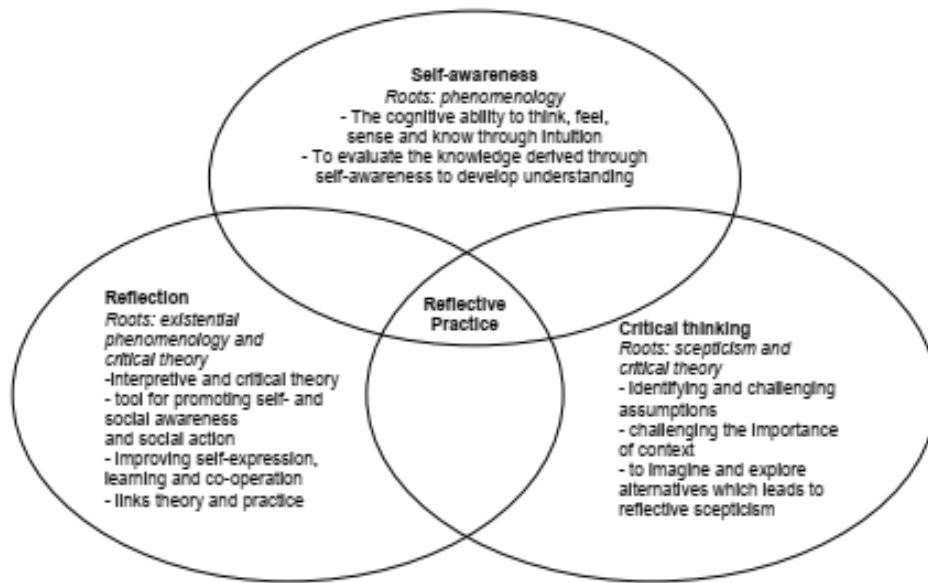 Self-awareness
Roots: phenomenology
- The cognitive ability to think, feel,
sense and know through intuition
- To evaluate the knowledge derived through
self-awareness to develop understanding
Reflection
Roots: existential
phenomenology and
critical theory
-Interpretive and critical theory
- tool for promoting self- and
social awareness
and social action
- Improving self-expression,
learning and co-operation
- links theory and practice
Reflective
Practice
Critical thinking
Roots: scepticism and
critical theory
- Identifying and challenging
assumptions
- challenging the importance
of context
- to imagine and explore
alternatives which leads to
reflective scepticism